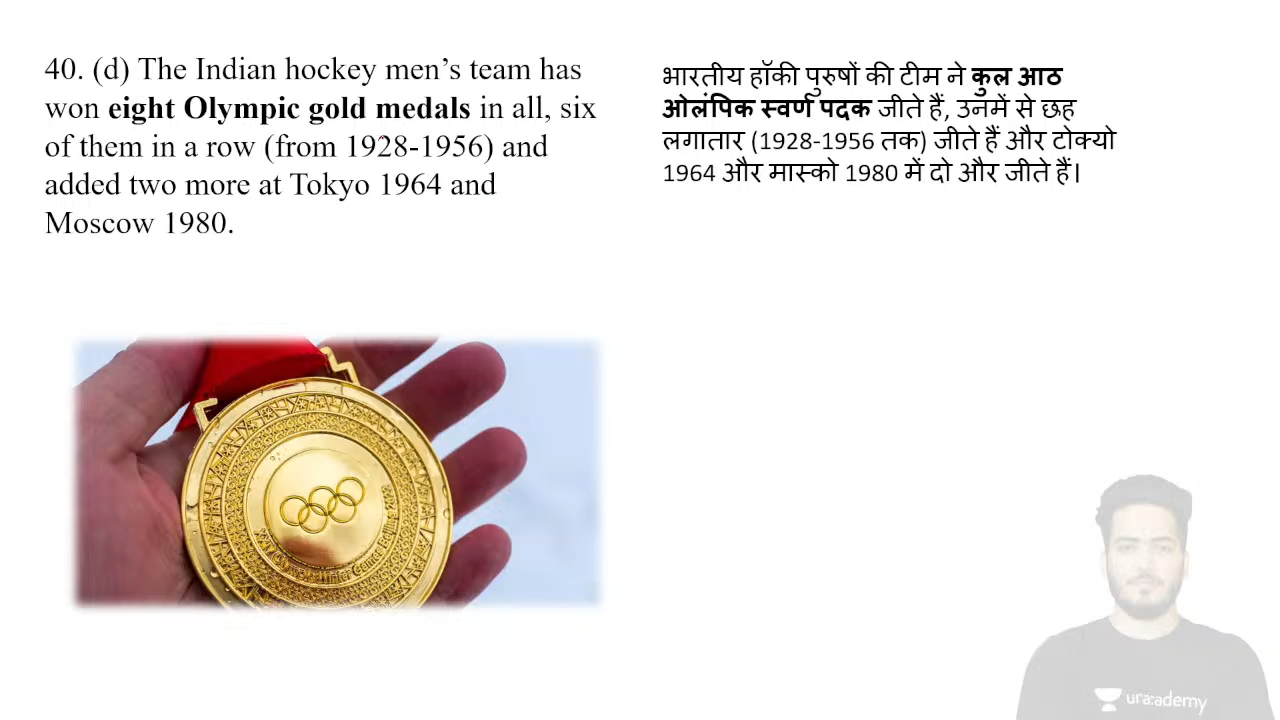 40. (d) The Indian hockey men’s team has
won eight Olympic gold medals in all, six
of them in a row (from 1928-1956) and
added two more at Tokyo 1964 and
Moscow 1980.
भारतीय हॉकी पुरुषों की टीम ने कुल आठ
ओलंपिक स्वर्ण पदक जीते हैं, उनमें से छह
लगातार (1928-1956 तक) जीते हैं और टोक्यो
1964 और मास्को 1980 में दो और जीते हैं।